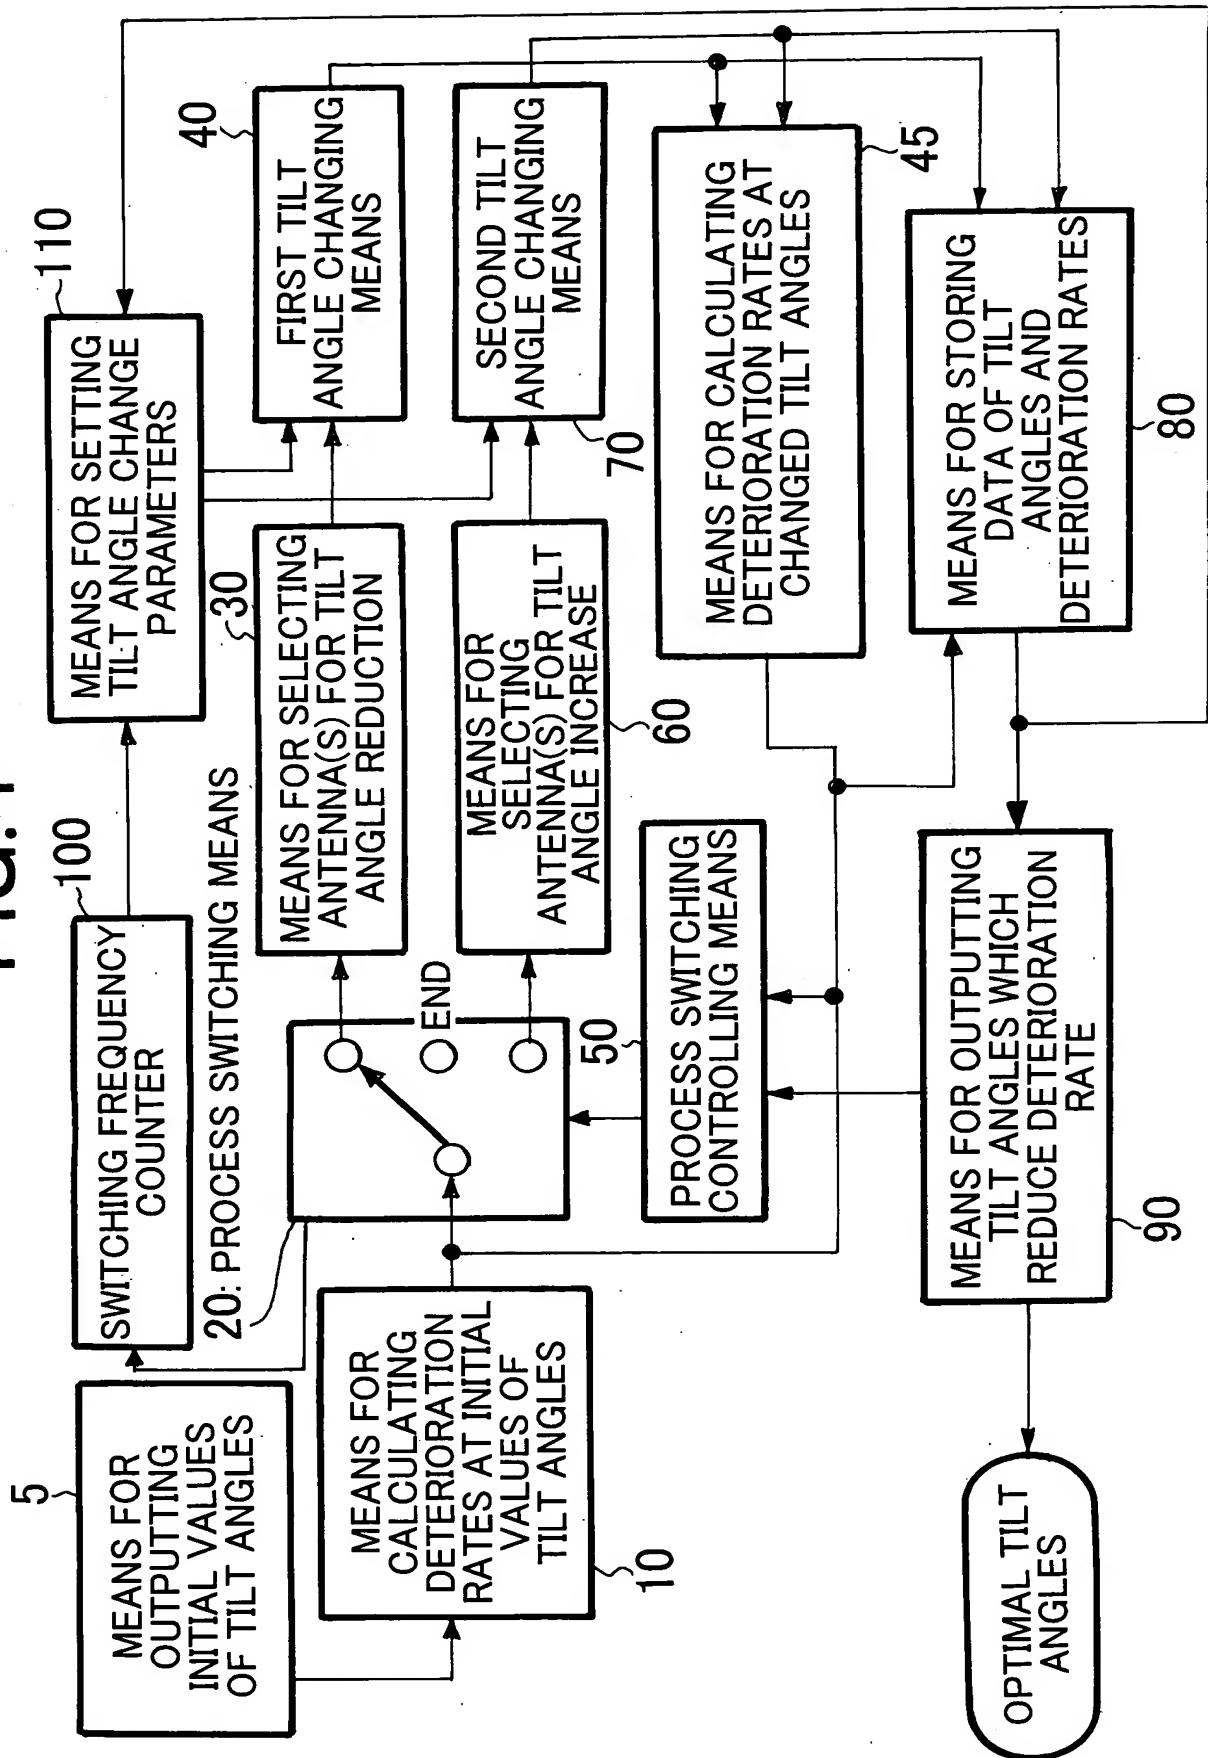 FIG. 1
5
MEANS FOR
OUTPUTTING
INITIAL VALUES
OF TILT ANGLES
MEANS FOR
CALCULATING
DETERIORATION
RATES AT INITIAL
VALUES OF
TILT ANGLES
10
100
SWITCHING FREQUENCY
COUNTER
20: PROCESS SWITCHING MEANS
END
50
PROCESS SWITCHING
CONTROLLING MEANS
MEANS FOR OUTPUTTING
TILT ANGLES WHICH
REDUCE DETERIORATION
RATE
90
OPTIMAL TILT
ANGLES
110
MEANS FOR SETTING
TILT ANGLE CHANGE
PARAMETERS
30
MEANS FOR SELECTING
ANTENNA(S) FOR TILT
ANGLE REDUCTION
MEANS FOR
SELECTING
ANTENNA(S) FOR TILT
ANGLE INCREASE
60
40
FIRST TILT
ANGLE CHANGING
MEANS
SECOND TILT
ANGLE CHANGING
MEANS
70
MEANS FOR CALCULATING
DETERIORATION RATES AT
CHANGED TILT ANGLES
45
MEANS FOR STORING
DATA OF TILT
ANGLES AND
DETERIORATION RATES
80